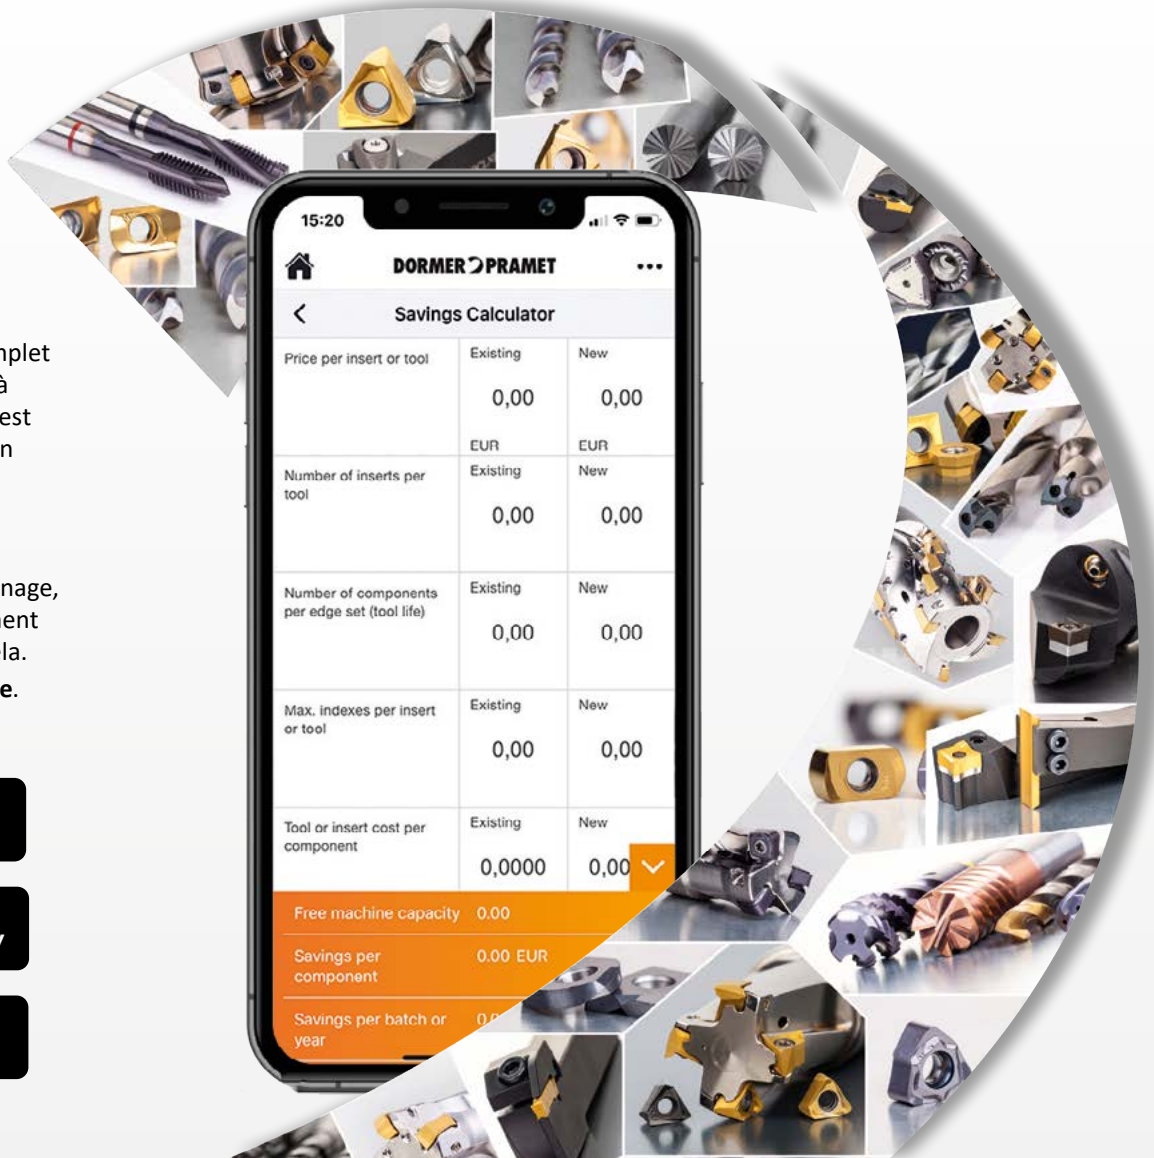 mplet
à
est
n
nage,
ment
ela.
e.
y
15:20
DORMER PRAMET
Savings Calculator
Price per insert or tool
Existing
New
0,00
0,00
EUR
EUR
Number of inserts per
tool
Existing
New
0,00
0,00
Number of components
per edge set (tool life)
Existing
New
0,00
0,00
Max. indexes per insert
or tool
Existing
New
0,00
0,00
Tool or insert cost per
component
Existing
New
0,0000
0,00
Free machine capacity 0.00
Savings per
component
0.00 EUR
Savings per batch or
year